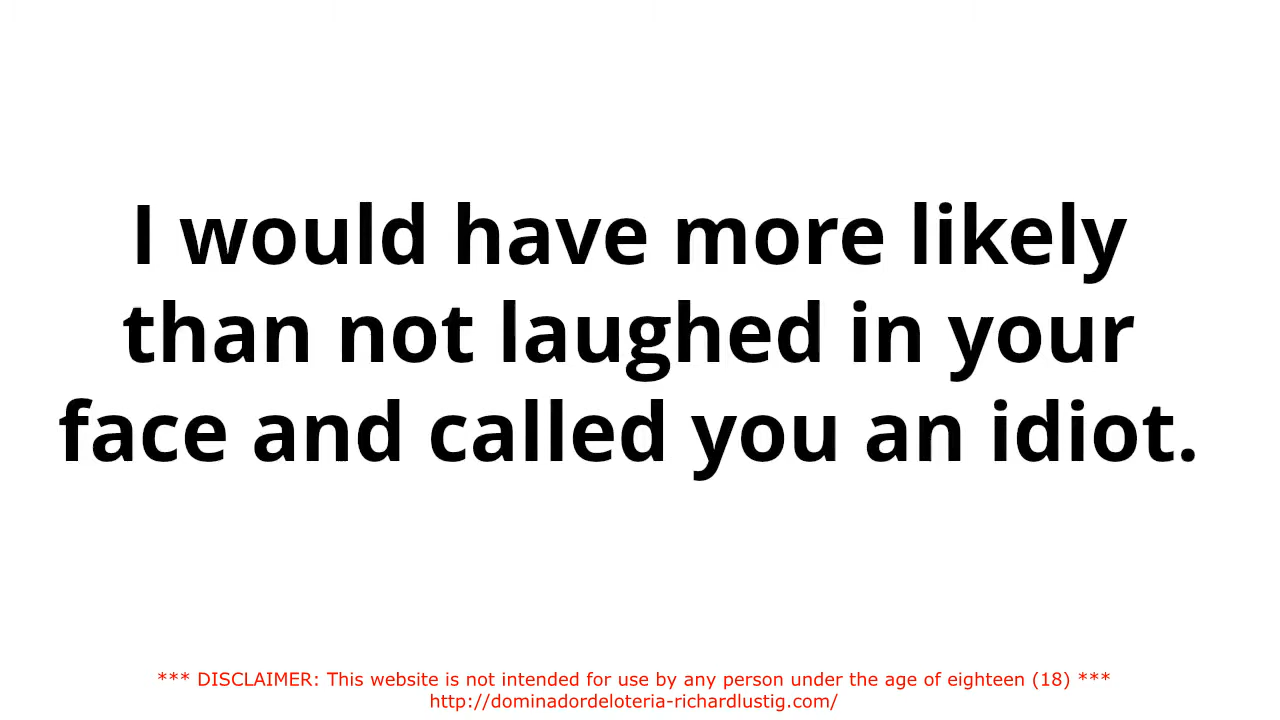 I would have more likely
than not laughed in your
face and called you an idiot.
*** DISCLAIMER: This website is not intended for use by any person under the age of eighteen (18) ***
http://dominadordeloteria-richardlustig.com/